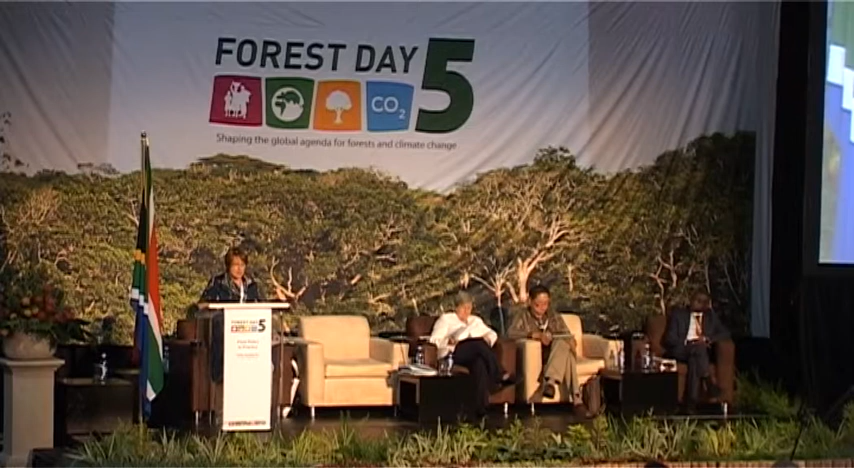 FOREST DAY 5
CO2
Shaping the global agenda for forests and climate change
FOREST DAY
5